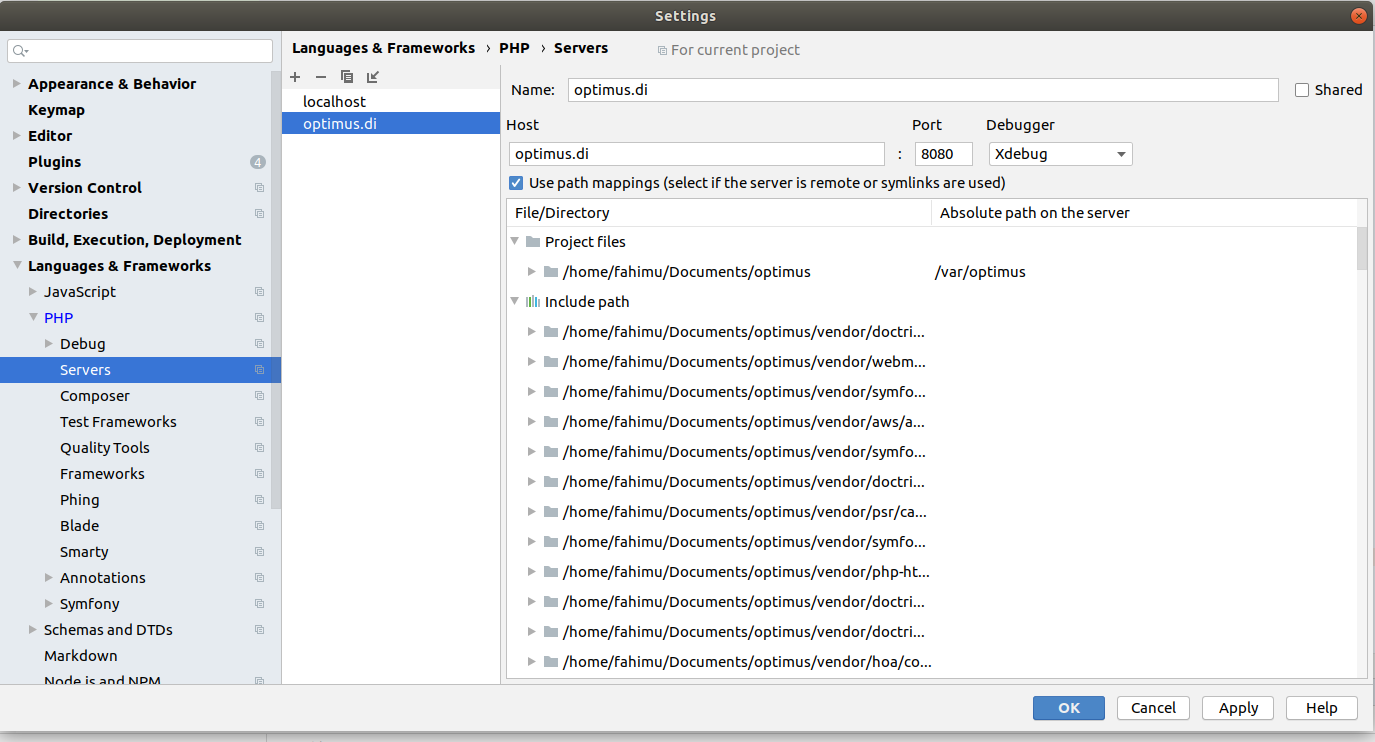 Settings
Appearance & Behavior
Keymap
Editor
Plugins 4
Version Control
Directories
Build, Execution, Deployment
Languages & Frameworks
JavaScript
PHP
Debug
Servers
Composer
Test Frameworks
Quality Tools
Frameworks
Phing
Blade
Smarty
Annotations
Symfony
Schemas and DTDs
Markdown
Node.js and NPM
Languages & Frameworks › PHP › Servers For current project
localhost
optimus.di
Name: optimus.di Shared
Host Port Debugger
optimus.di : 8080 Xdebug
Use path mappings (select if the server is remote or symlinks are used)
File/Directory Absolute path on the server
Project files
/home/fahimu/Documents/optimus /var/optimus
Include path
/home/fahimu/Documents/optimus/vendor/doctri...
/home/fahimu/Documents/optimus/vendor/webm...
/home/fahimu/Documents/optimus/vendor/symfo...
/home/fahimu/Documents/optimus/vendor/aws/a...
/home/fahimu/Documents/optimus/vendor/symfo...
/home/fahimu/Documents/optimus/vendor/doctri...
/home/fahimu/Documents/optimus/vendor/psr/ca...
/home/fahimu/Documents/optimus/vendor/symfo...
/home/fahimu/Documents/optimus/vendor/php-ht...
/home/fahimu/Documents/optimus/vendor/doctri...
/home/fahimu/Documents/optimus/vendor/doctri...
/home/fahimu/Documents/optimus/vendor/hoa/co...
OK Cancel Apply Help